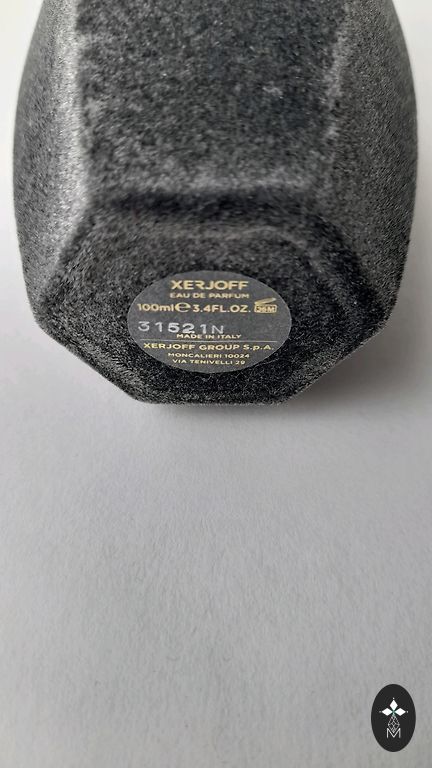 XERJOFF
EAU DE PARFUM
100ml℮3.4FL.OZ. 36M
31521N
MADE IN ITALY
XERJOFF GROUP S.p.A.
MONCALIERI 10024
VIA TENIVELLI 29
M